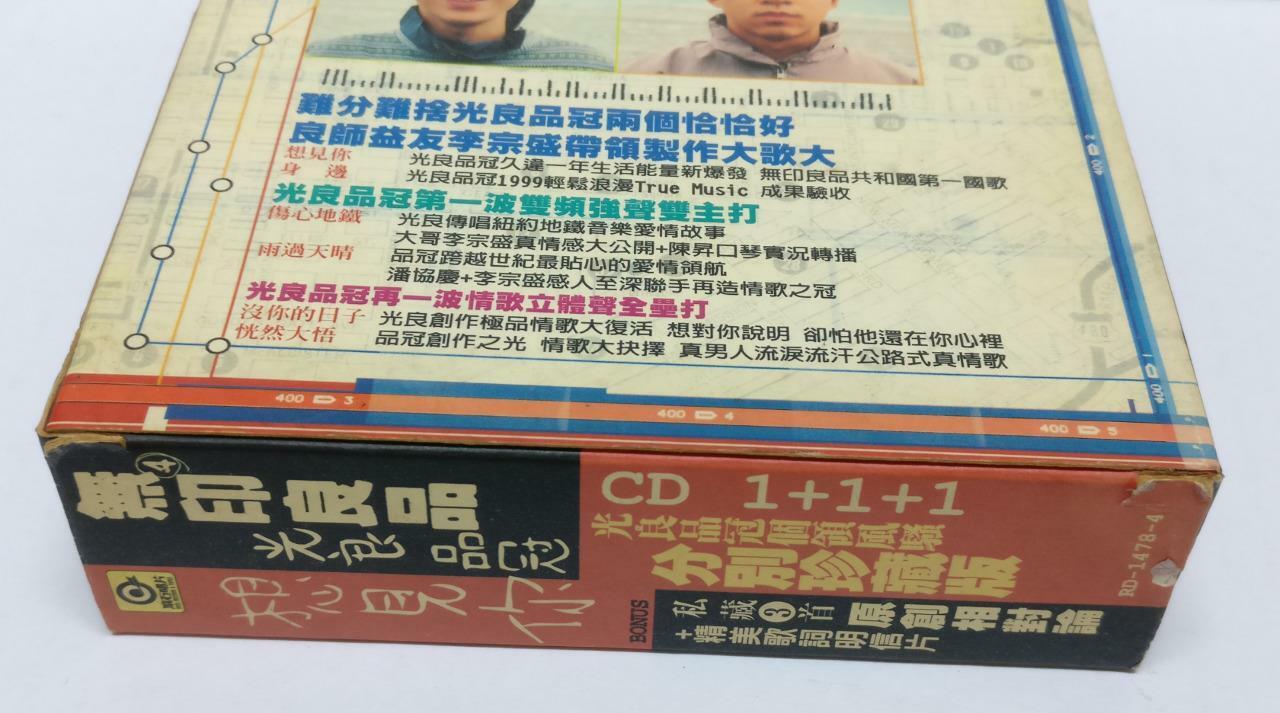 難分難捨光良品冠兩個恰恰好
良師益友李宗盛帶領製作大歌大
想見你 光良品冠久違一年生活能量新爆發 無印良品共和國第一國歌
身邊 光良品冠1999輕鬆浪漫True Music 成果驗收
光良品冠第一波雙頻強聲雙主打
傷心地鐵 光良傳唱紐約地鐵音樂愛情故事
大哥李宗盛真情感大公開+陳昇口琴實況轉播
雨過天晴 品冠跨越世紀最貼心的愛情領航
潘協慶+李宗盛感人至深聯手再造情歌之冠
光良品冠再一波情歌立體聲全壘打
沒你的日子 光良創作極品情歌大復活 想對你說明 卻怕他還在你心裡
恍然大悟 品冠創作之光 情歌大抉擇 真男人流淚流汗公路式真情歌
400 3
400 4
400 5
400 2
400 1
無印良品 4
光良 品冠
想見你
CD 1+1+1
光良品冠個領風騷
分別珍藏版
BONUS
私藏3首 原創相對論
+精美歌詞明信片
RD-1478-4